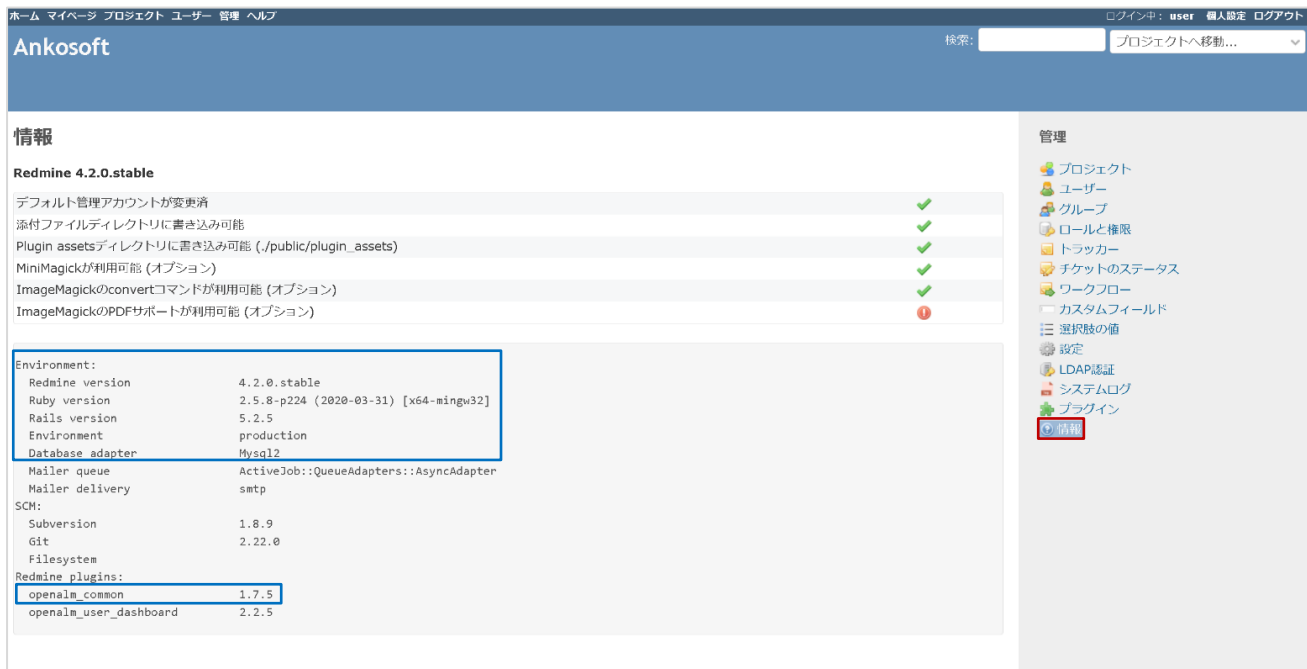 ホーム マイページ プロジェクト ユーザー 管理 ヘルプ
ログイン中: user 個人設定 ログアウト
Ankosoft
検索:
プロジェクトへ移動...
情報
Redmine 4.2.0.stable
デフォルト管理アカウントが変更済
添付ファイルディレクトリに書き込み可能
Plugin assetsディレクトリに書き込み可能 (./public/plugin_assets)
MiniMagickが利用可能 (オプション)
ImageMagickのconvertコマンドが利用可能 (オプション)
ImageMagickのPDFサポートが利用可能 (オプション)
Environment:
Redmine version 4.2.0.stable
Ruby version 2.5.8-p224 (2020-03-31) [x64-mingw32]
Rails version 5.2.5
Environment production
Database adapter Mysql2
Mailer queue ActiveJob::QueueAdapters::AsyncAdapter
Mailer delivery smtp
SCM:
Subversion 1.8.9
Git 2.22.0
Filesystem
Redmine plugins:
openalm_common 1.7.5
openalm_user_dashboard 2.2.5
管理
プロジェクト
ユーザー
グループ
ロールと権限
トラッカー
チケットのステータス
ワークフロー
カスタムフィールド
選択肢の値
設定
LDAP認証
システムログ
プラグイン
情報